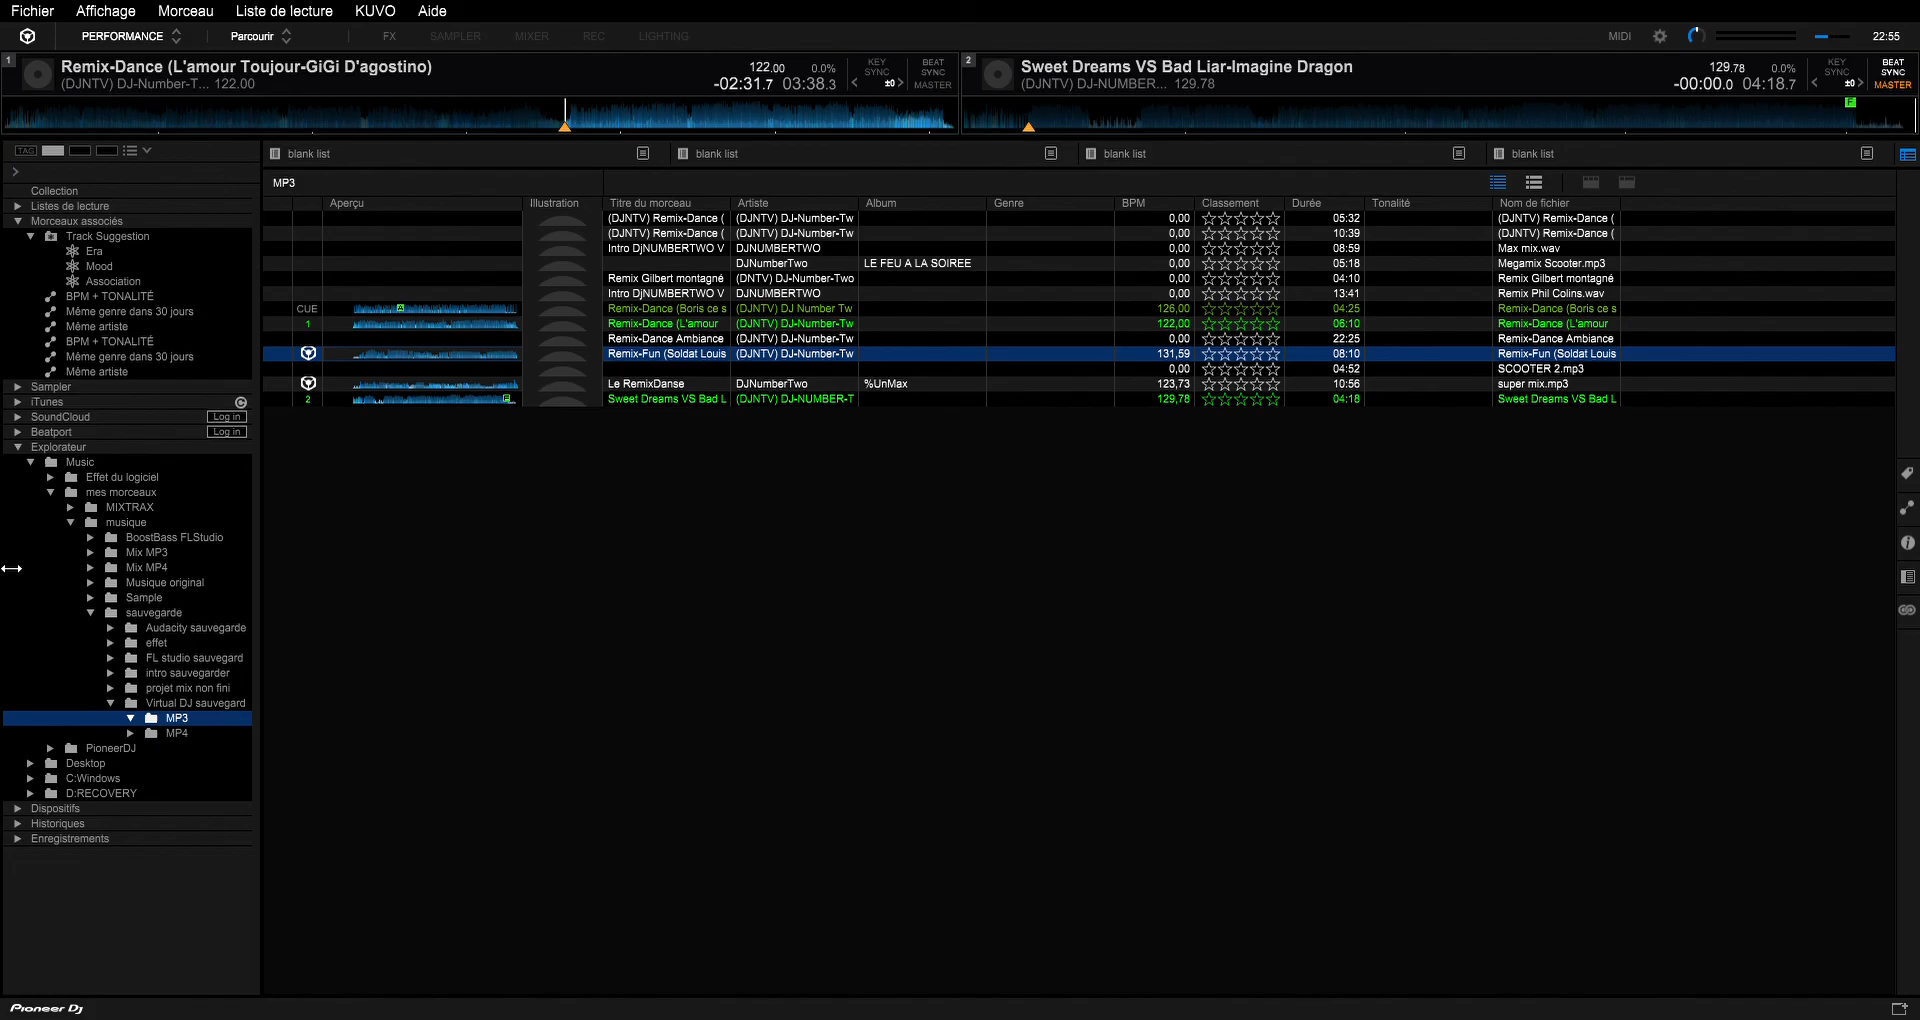 Fichier Affichage Morceau Liste de lecture KUVO Aide
PERFORMANCE Parcourir FX SAMPLER MIXER REC LIGHTING MIDI 22:55
1 Remix-Dance (L'amour Toujour-GiGi D'agostino) 122.00 0.0% KEY SYNC BEAT SYNC
(DJNTV) DJ-Number-T... 122.00 -02:31.7 03:38.3 ±0 MASTER
2 Sweet Dreams VS Bad Liar-Imagine Dragon 129.78 0.0% KEY SYNC BEAT SYNC
(DJNTV) DJ-NUMBER... 129.78 -00:00.0 04:18.7 ±0 MASTER
F
TAG
blank list blank list blank list blank list
MP3
Aperçu Illustration Titre du morceau Artiste Album Genre BPM Classement Durée Tonalité Nom de fichier
(DJNTV) Remix-Dance ( (DJNTV) DJ-Number-Tw 0,00 05:32 (DJNTV) Remix-Dance (
(DJNTV) Remix-Dance ( (DJNTV) DJ-Number-Tw 0,00 10:39 (DJNTV) Remix-Dance (
Intro DjNUMBERTWO V DJNUMBERTWO 0,00 08:59 Max mix.wav
DJNumberTwo LE FEU A LA SOIREE 0,00 05:18 Megamix Scooter.mp3
Remix Gilbert montagné (DNTV) DJ-Number-Two 0,00 04:10 Remix Gilbert montagné
Intro DjNUMBERTWO V DJNUMBERTWO 0,00 13:41 Remix Phil Colins.wav
CUE Remix-Dance (Boris ce s (DJNTV) DJ Number Tw 126,00 04:25 Remix-Dance (Boris ce s
1 Remix-Dance (L'amour (DJNTV) DJ-Number-Tw 122,00 06:10 Remix-Dance (L'amour
Remix-Dance Ambiance (DJNTV) DJ-Number-Tw 0,00 22:25 Remix-Dance Ambiance
Remix-Fun (Soldat Louis (DJNTV) DJ-Number-Tw 131,59 08:10 Remix-Fun (Soldat Louis
0,00 04:52 SCOOTER 2.mp3
Le RemixDanse DJNumberTwo %UnMax 123,73 10:56 super mix.mp3
2 Sweet Dreams VS Bad L (DJNTV) DJ-NUMBER-T 129,78 04:18 Sweet Dreams VS Bad L
Collection
Listes de lecture
Morceaux associés
Track Suggestion
Era
Mood
Association
BPM + TONALITÉ
Même genre dans 30 jours
Même artiste
BPM + TONALITÉ
Même genre dans 30 jours
Même artiste
Sampler
iTunes
SoundCloud Log in
Beatport Log in
Explorateur
Music
Effet du logiciel
mes morceaux
MIXTRAX
musique
BoostBass FLStudio
Mix MP3
Mix MP4
Musique original
Sample
sauvegarde
Audacity sauvegarde
effet
FL studio sauvegard
intro sauvegarder
projet mix non fini
Virtual DJ sauvegard
MP3
MP4
PioneerDJ
Desktop
C:Windows
D:RECOVERY
Dispositifs
Historiques
Enregistrements
Pioneer Dj